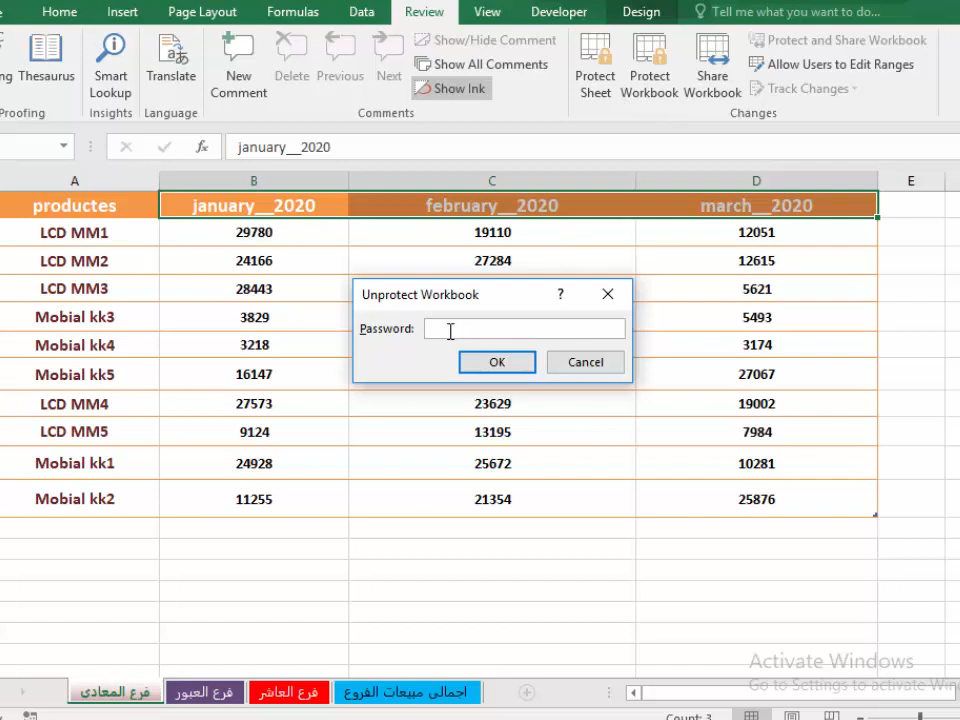 Home Insert Page Layout Formulas Data Review View Developer Design Tell me what you want to do...
Thesaurus
Smart Lookup
Translate
New Comment
Delete Previous Next
Show/Hide Comment
Show All Comments
Show Ink
Protect Sheet
Protect Workbook
Share Workbook
Protect and Share Workbook
Allow Users to Edit Ranges
Track Changes
Insights Language Comments Changes
fx january__2020
A B C D E
productes january__2020 february__2020 march__2020
LCD MM1 29780 19110 12051
LCD MM2 24166 27284 12615
LCD MM3 28443 5621
Mobial kk3 3829 5493
Mobial kk4 3218 3174
Mobial kk5 16147 27067
LCD MM4 27573 23629 19002
LCD MM5 9124 13195 7984
Mobial kk1 24928 25672 10281
Mobial kk2 11255 21354 25876
Unprotect Workbook ?
Password:
OK Cancel
Activate Windows
Go to Settings to activate
فرع المعادى فرع العبور فرع العاشر اجمالى مبيعات الفروع